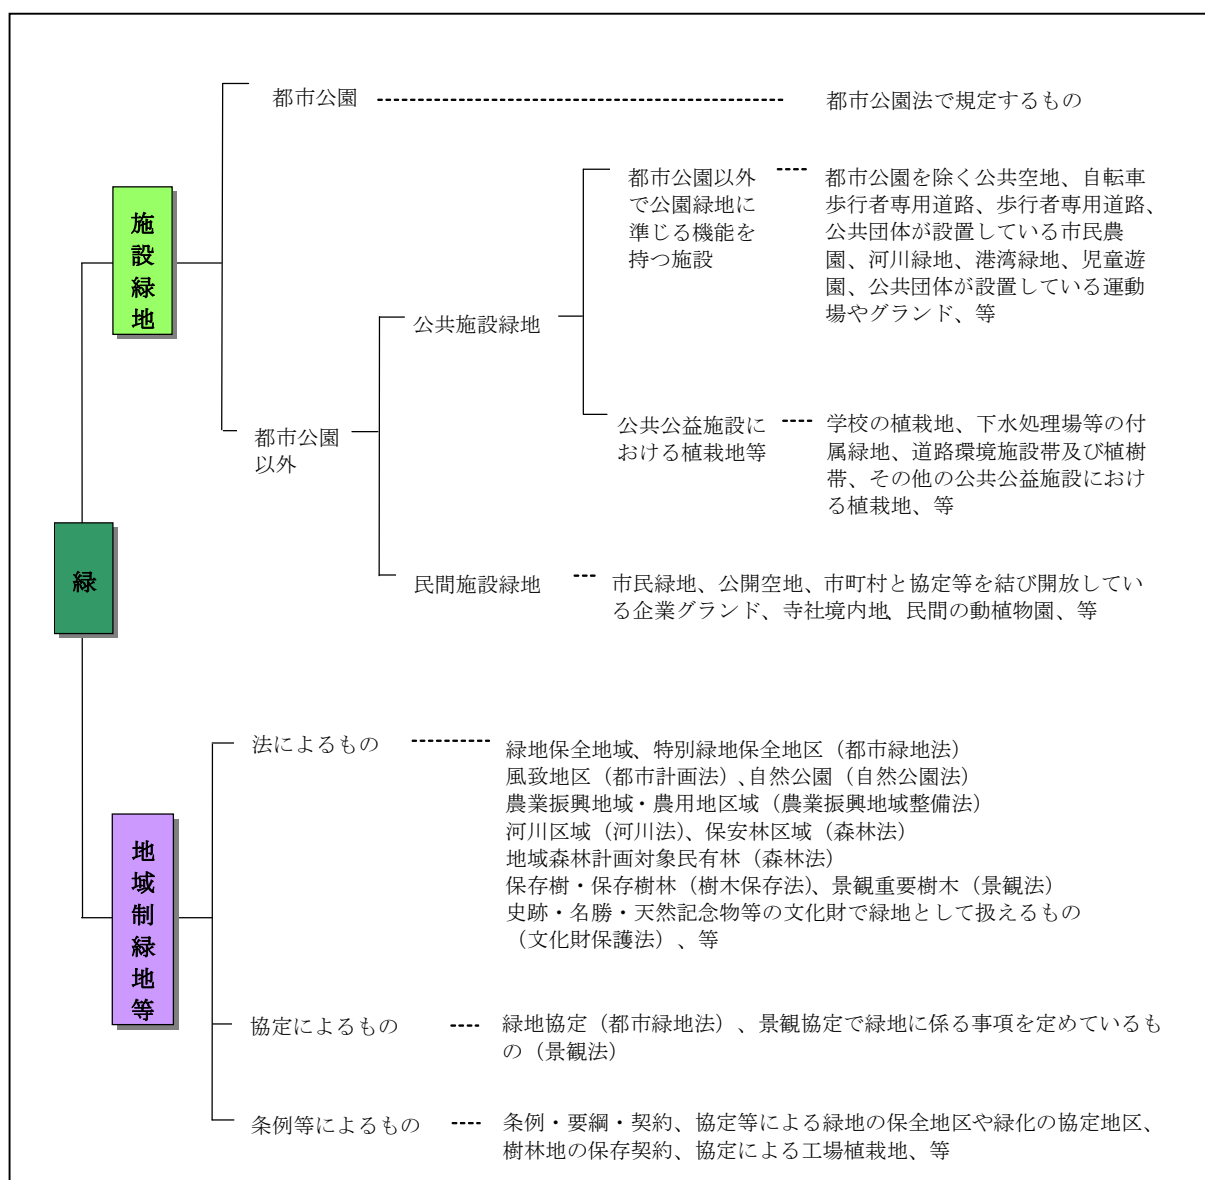 都市公園
都市公園法で規定するもの
施設緑地
都市公園以外
で公園緑地に
準じる機能を
持つ施設
都市公園を除く公共空地、自転車
歩行者専用道路、歩行者専用道路、
公共団体が設置している市民農
園、河川緑地、港湾緑地、児童遊
園、公共団体が設置している運動
場やグランド、等
公共施設緑地
都市公園
以外
公共公益施設に
おける植栽地等
学校の植栽地、下水処理場等の付
属緑地、道路環境施設帯及び植樹
帯、その他の公共公益施設におけ
る植栽地、等
緑
民間施設緑地
市民緑地、公開空地、市町村と協定等を結び開放してい
る企業グランド、寺社境内地、民間の動植物園、等
法によるもの
緑地保全地域、特別緑地保全地区（都市緑地法）
風致地区（都市計画法）、自然公園（自然公園法）
農業振興地域・農用地区域（農業振興地域整備法）
河川区域（河川法）、保安林区域（森林法）
地域森林計画対象民有林（森林法）
保存樹・保存樹林（樹木保存法）、景観重要樹木（景観法）
史跡・名勝・天然記念物等の文化財で緑地として扱えるもの
（文化財保護法）、等
地域制緑地等
協定によるもの
緑地協定（都市緑地法）、景観協定で緑地に係る事項を定めているも
の（景観法）
条例等によるもの
条例・要綱・契約、協定等による緑地の保全地区や緑化の協定地区、
樹林地の保存契約、協定による工場植栽地、等